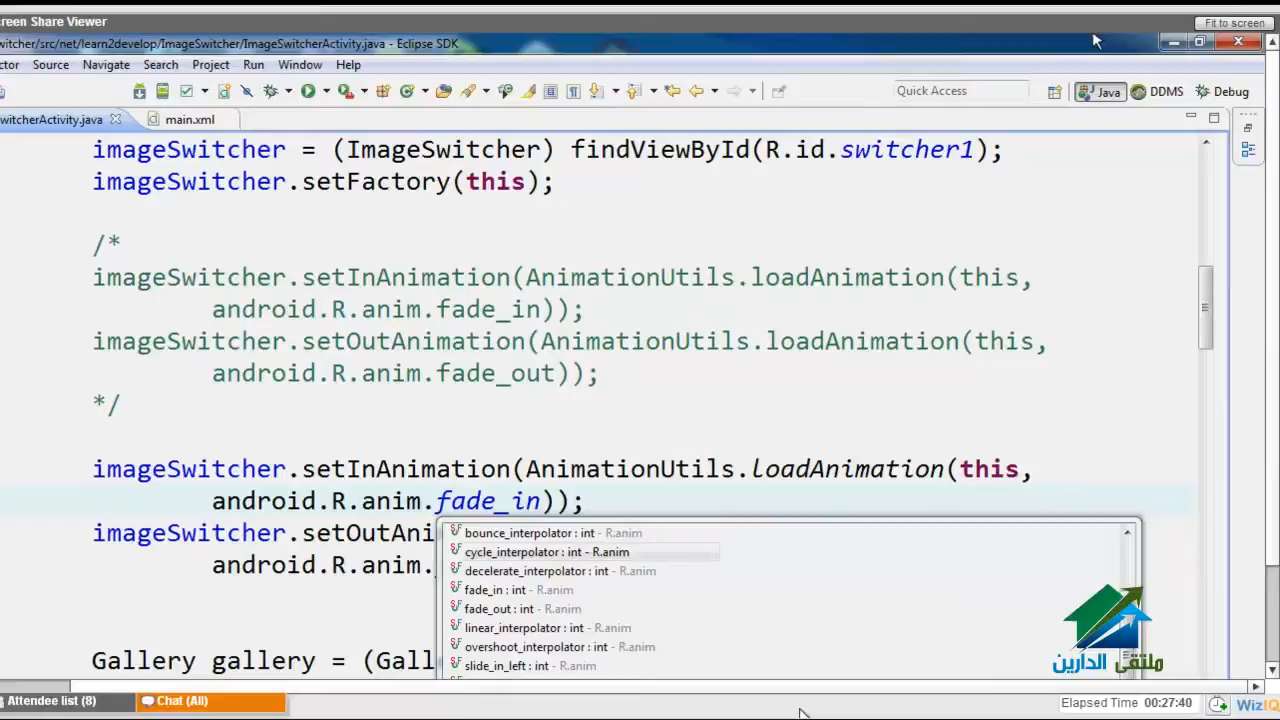 creen Share Viewer
Fit to screen
witcher/src/net/learn2develop/ImageSwitcher/ImageSwitcherActivity.java - Eclipse SDK
ctor Source Navigate Search Project Run Window Help
Quick Access
Java
DDMS
Debug
witcherActivity.java
main.xml
imageSwitcher = (ImageSwitcher) findViewById(R.id.switcher1);
imageSwitcher.setFactory(this);
/*
imageSwitcher.setInAnimation(AnimationUtils.loadAnimation(this,
android.R.anim.fade_in));
imageSwitcher.setOutAnimation(AnimationUtils.loadAnimation(this,
android.R.anim.fade_out));
*/
imageSwitcher.setInAnimation(AnimationUtils.loadAnimation(this,
android.R.anim.fade_in));
imageSwitcher.setOutAni
android.R.anim.
bounce_interpolator : int - R.anim
cycle_interpolator : int - R.anim
decelerate_interpolator : int - R.anim
fade_in : int - R.anim
fade_out : int - R.anim
linear_interpolator : int - R.anim
overshoot_interpolator : int - R.anim
slide_in_left : int - R.anim
Gallery gallery = (Gall
ملتقى الدارين
Attendee list (8)
Chat (All)
Elapsed Time 00:27:40
WizIQ